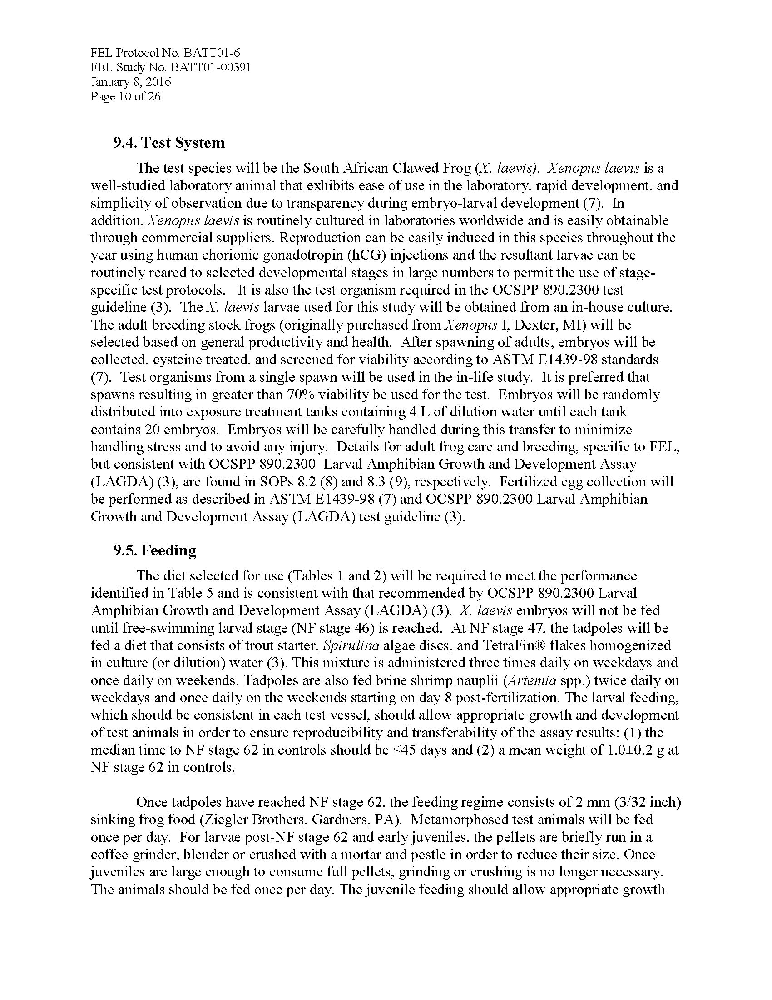 FEL Protocol No. BATT01-6
FEL Study No. BATT01-00391
January 8, 2016
Page 10 of 26
9.4. Test System
The test species will be the South African Clawed Frog (X. laevis).  Xenopus laevis is a
well-studied laboratory animal that exhibits ease of use in the laboratory, rapid development, and
simplicity of observation due to transparency during embryo-larval development (7).  In
addition, Xenopus laevis is routinely cultured in laboratories worldwide and is easily obtainable
through commercial suppliers. Reproduction can be easily induced in this species throughout the
year using human chorionic gonadotropin (hCG) injections and the resultant larvae can be
routinely reared to selected developmental stages in large numbers to permit the use of stage-
specific test protocols.   It is also the test organism required in the OCSPP 890.2300 test
guideline (3).  The X. laevis larvae used for this study will be obtained from an in-house culture.
The adult breeding stock frogs (originally purchased from Xenopus I, Dexter, MI) will be
selected based on general productivity and health.  After spawning of adults, embryos will be
collected, cysteine treated, and screened for viability according to ASTM E1439-98 standards
(7).  Test organisms from a single spawn will be used in the in-life study.  It is preferred that
spawns resulting in greater than 70% viability be used for the test.  Embryos will be randomly
distributed into exposure treatment tanks containing 4 L of dilution water until each tank
contains 20 embryos.  Embryos will be carefully handled during this transfer to minimize
handling stress and to avoid any injury.  Details for adult frog care and breeding, specific to FEL,
but consistent with OCSPP 890.2300  Larval Amphibian Growth and Development Assay
(LAGDA) (3), are found in SOPs 8.2 (8) and 8.3 (9), respectively.  Fertilized egg collection will
be performed as described in ASTM E1439-98 (7) and OCSPP 890.2300 Larval Amphibian
Growth and Development Assay (LAGDA) test guideline (3).
9.5. Feeding
The diet selected for use (Tables 1 and 2) will be required to meet the performance
identified in Table 5 and is consistent with that recommended by OCSPP 890.2300 Larval
Amphibian Growth and Development Assay (LAGDA) (3).  X. laevis embryos will not be fed
until free-swimming larval stage (NF stage 46) is reached.  At NF stage 47, the tadpoles will be
fed a diet that consists of trout starter, Spirulina algae discs, and TetraFin® flakes homogenized
in culture (or dilution) water (3). This mixture is administered three times daily on weekdays and
once daily on weekends. Tadpoles are also fed brine shrimp nauplii (Artemia spp.) twice daily on
weekdays and once daily on the weekends starting on day 8 post-fertilization. The larval feeding,
which should be consistent in each test vessel, should allow appropriate growth and development
of test animals in order to ensure reproducibility and transferability of the assay results: (1) the
median time to NF stage 62 in controls should be ≤45 days and (2) a mean weight of 1.0±0.2 g at
NF stage 62 in controls.
Once tadpoles have reached NF stage 62, the feeding regime consists of 2 mm (3/32 inch)
sinking frog food (Ziegler Brothers, Gardners, PA).  Metamorphosed test animals will be fed
once per day.  For larvae post-NF stage 62 and early juveniles, the pellets are briefly run in a
coffee grinder, blender or crushed with a mortar and pestle in order to reduce their size. Once
juveniles are large enough to consume full pellets, grinding or crushing is no longer necessary.
The animals should be fed once per day. The juvenile feeding should allow appropriate growth